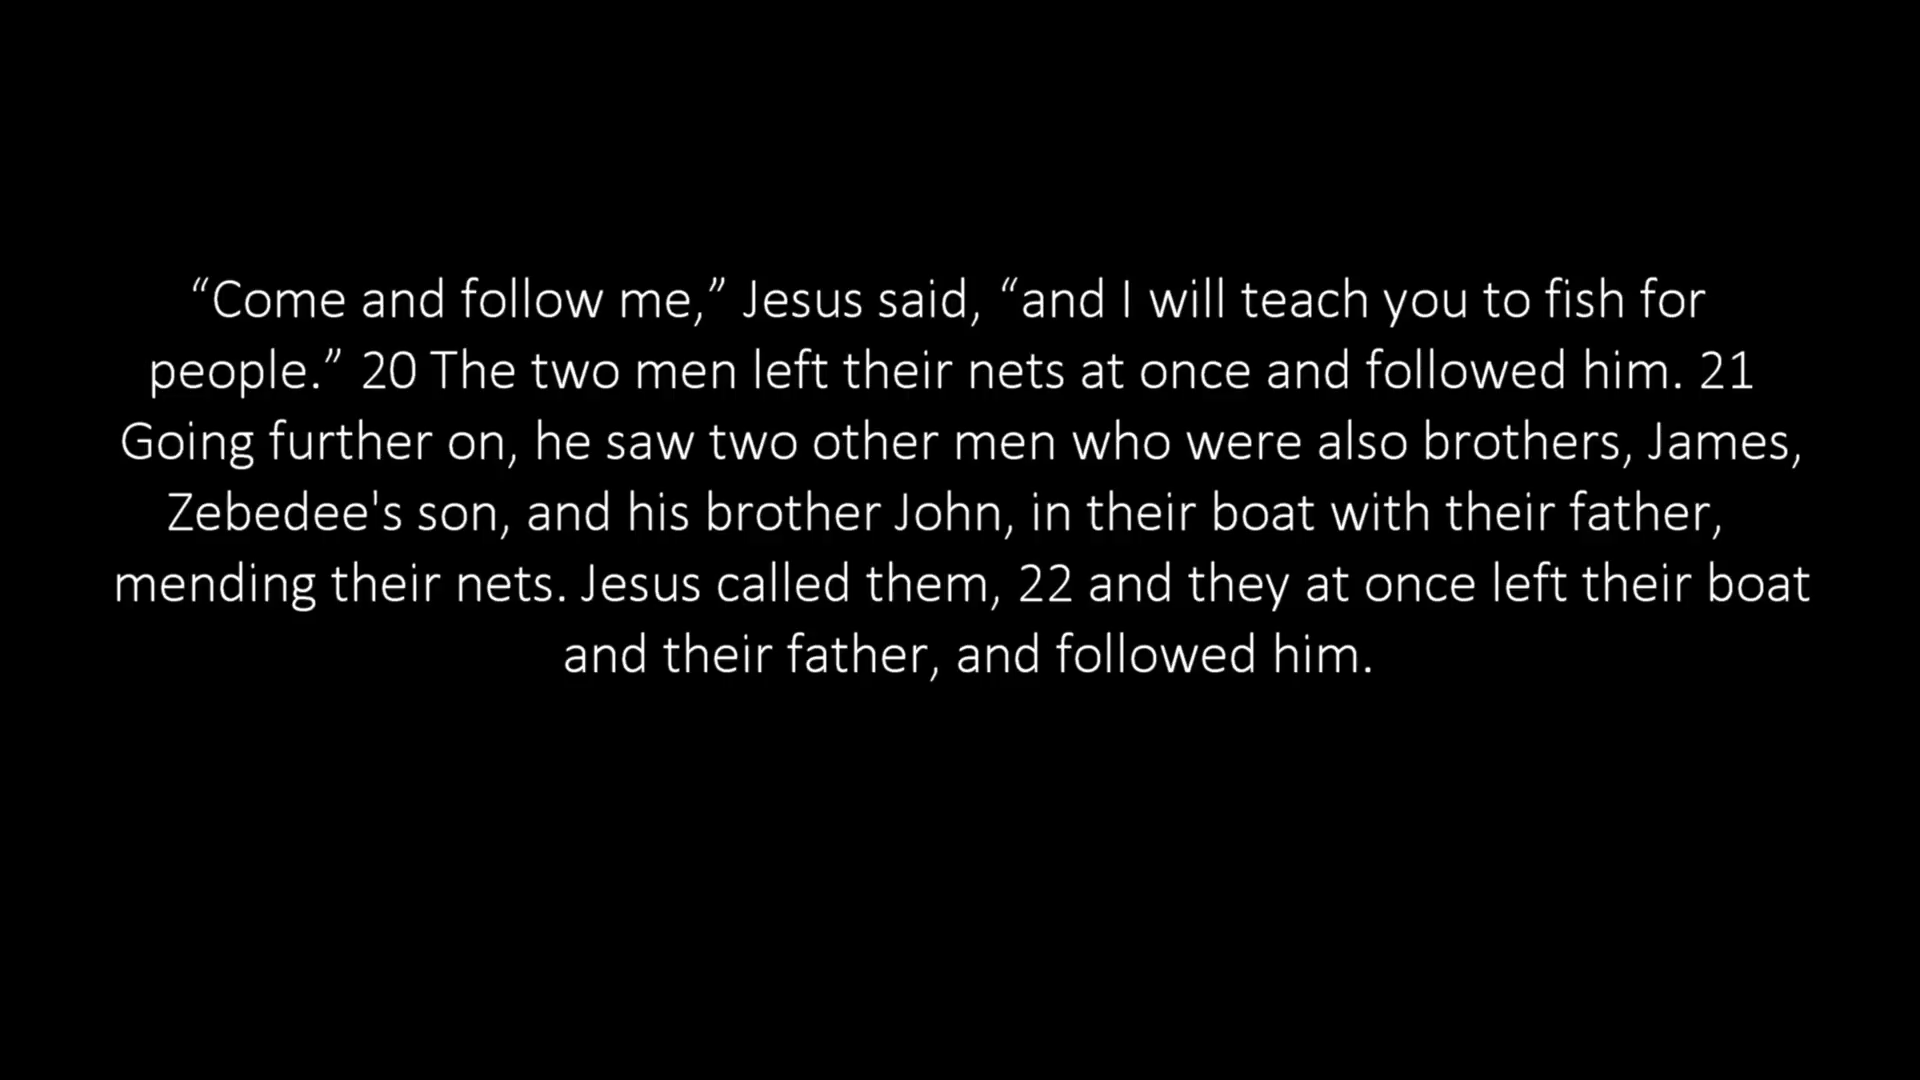 “Come and follow me,” Jesus said, “and I will teach you to fish for
people.” 20 The two men left their nets at once and followed him. 21
Going further on, he saw two other men who were also brothers, James,
Zebedee's son, and his brother John, in their boat with their father,
mending their nets. Jesus called them, 22 and they at once left their boat
and their father, and followed him.